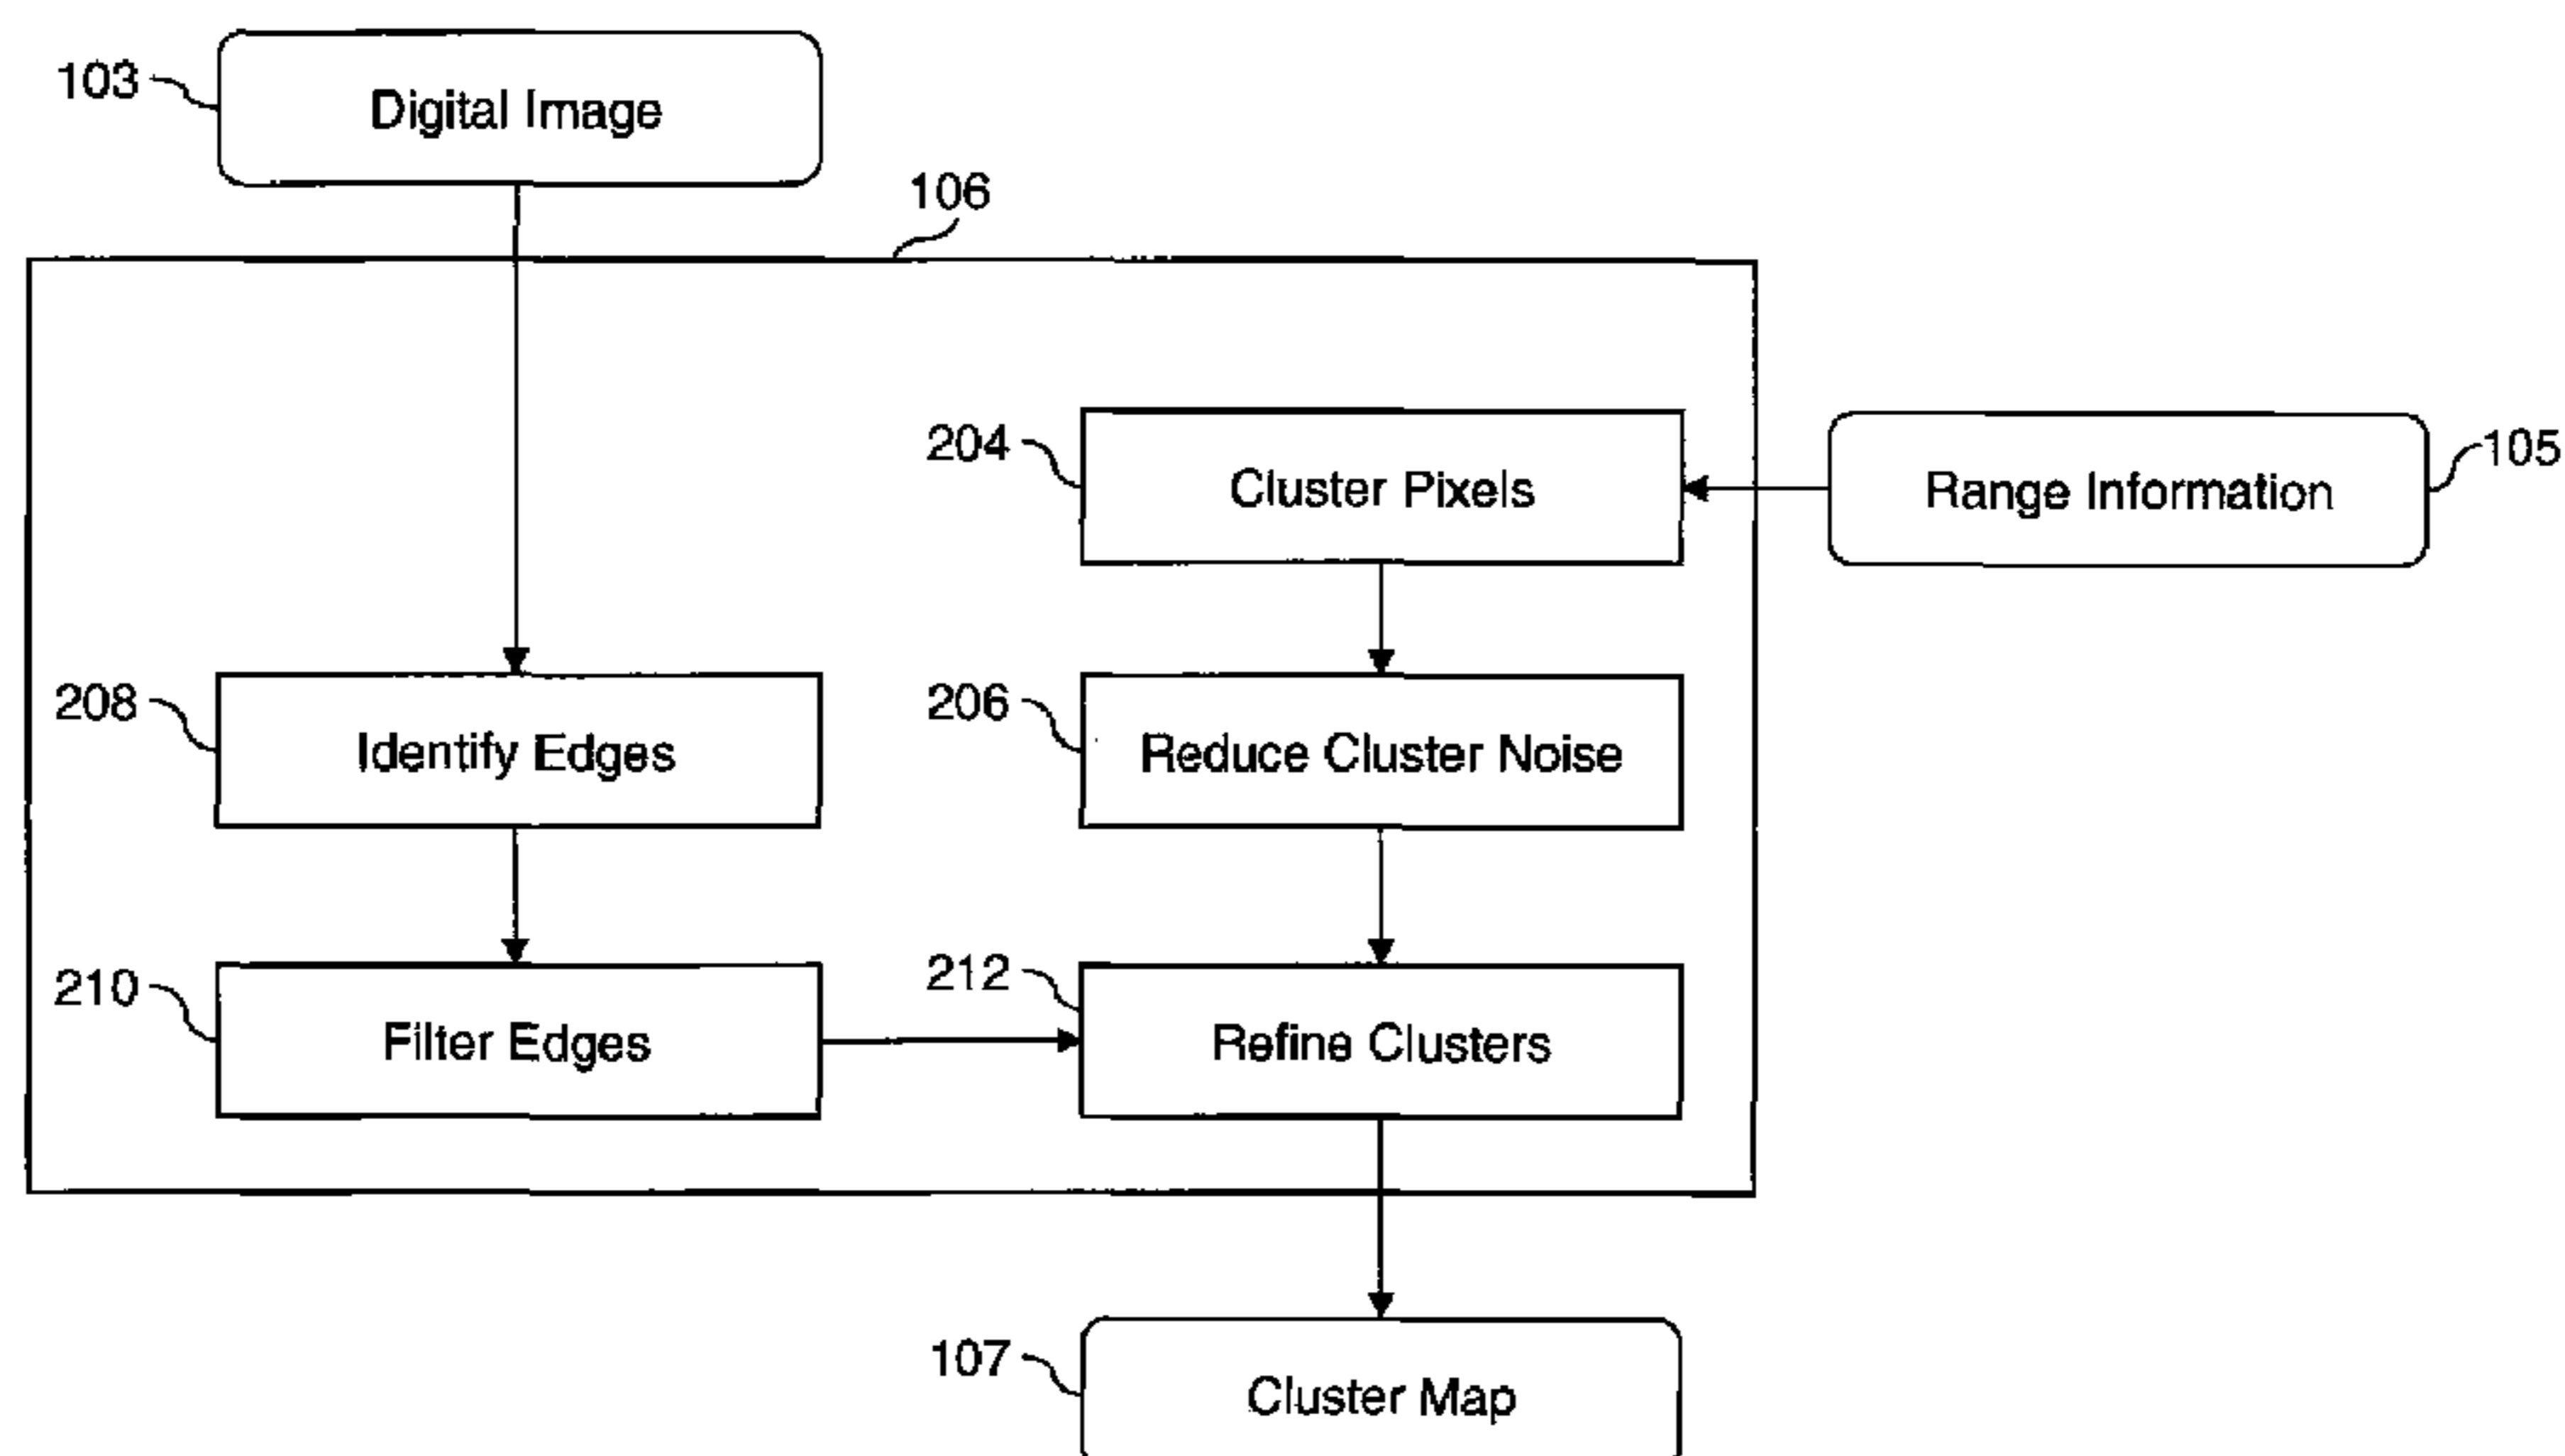 103
Digital Image
106
204
Cluster Pixels
Range Information
105
208
Identify Edges
206
Reduce Cluster Noise
210
Filter Edges
212
Refine Clusters
107
Cluster Map